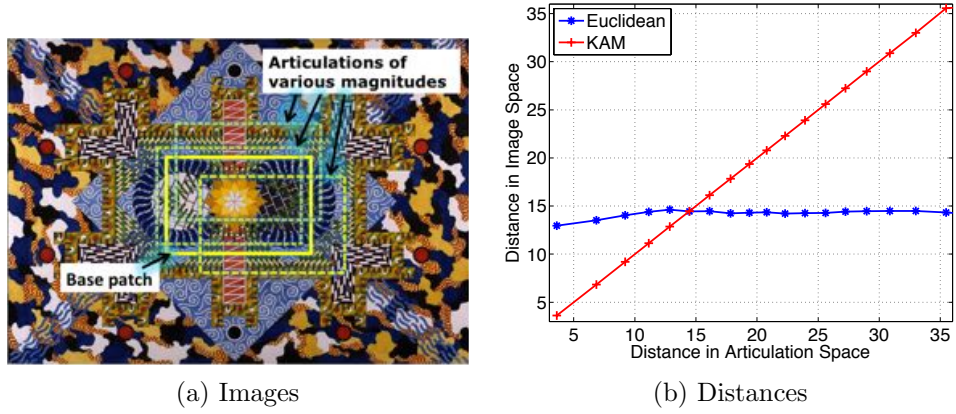 Articulations of
various magnitudes
Base patch
(a) Images
Euclidean
KAM
Distance in Image Space
35
30
25
20
15
10
5
5 10 15 20 25 30 35
Distance in Articulation Space
(b) Distances